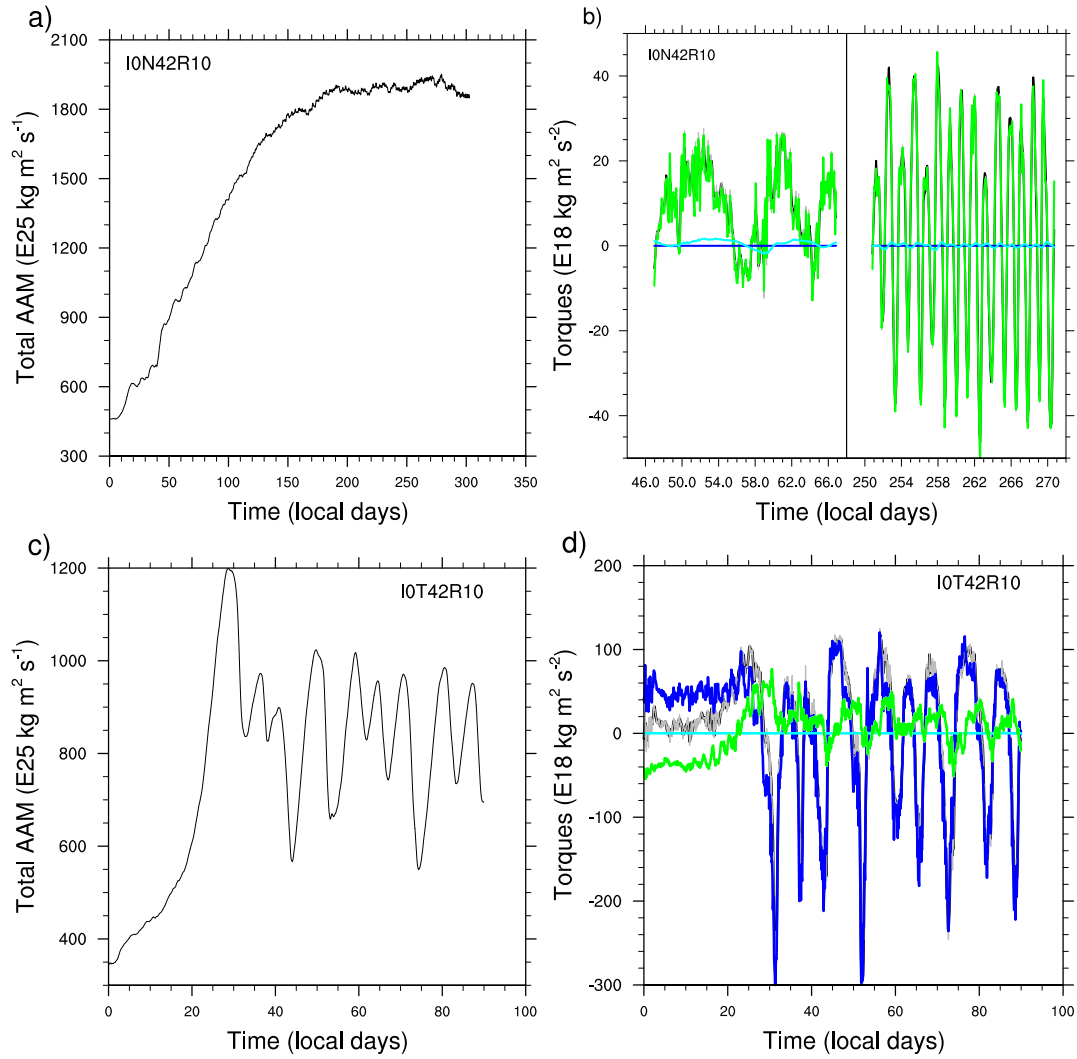 a)
I0N42R10
Total AAM (E25 kg m² s⁻¹)
2100
1800
1500
1200
900
600
300
0 50 100 150 200 250 300 350
Time (local days)
b)
I0N42R10
Torques (E18 kg m² s⁻²)
40
20
0
-20
-40
46.0 50.0 54.0 58.0 62.0 66.0 250 254 258 262 266 270
Time (local days)
c)
I0T42R10
Total AAM (E25 kg m² s⁻¹)
1200
1000
800
600
400
0 20 40 60 80 100
Time (local days)
d)
I0T42R10
Torques (E18 kg m² s⁻²)
200
100
0
-100
-200
-300
0 20 40 60 80 100
Time (local days)